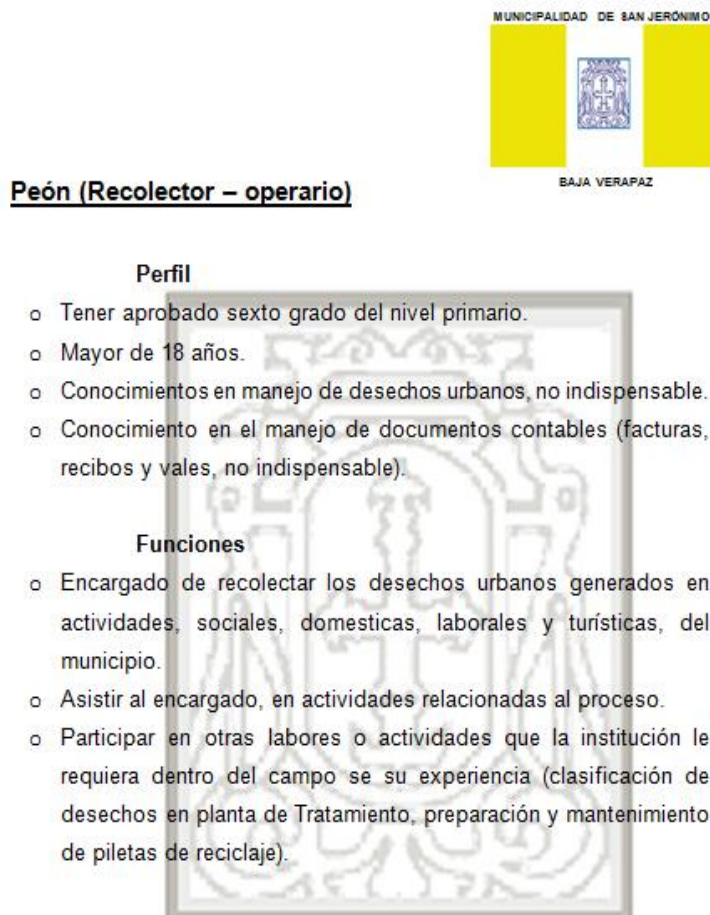 MUNICIPALIDAD DE SAN JERÓNIMO
BAJA VERAPAZ
Peón (Recolector – operario)
Perfil
o Tener aprobado sexto grado del nivel primario.
o Mayor de 18 años.
o Conocimientos en manejo de desechos urbanos, no indispensable.
o Conocimiento en el manejo de documentos contables (facturas,
recibos y vales, no indispensable).
Funciones
o Encargado de recolectar los desechos urbanos generados en
actividades, sociales, domesticas, laborales y turísticas, del
municipio.
o Asistir al encargado, en actividades relacionadas al proceso.
o Participar en otras labores o actividades que la institución le
requiera dentro del campo se su experiencia (clasificación de
desechos en planta de Tratamiento, preparación y mantenimiento
de piletas de reciclaje).